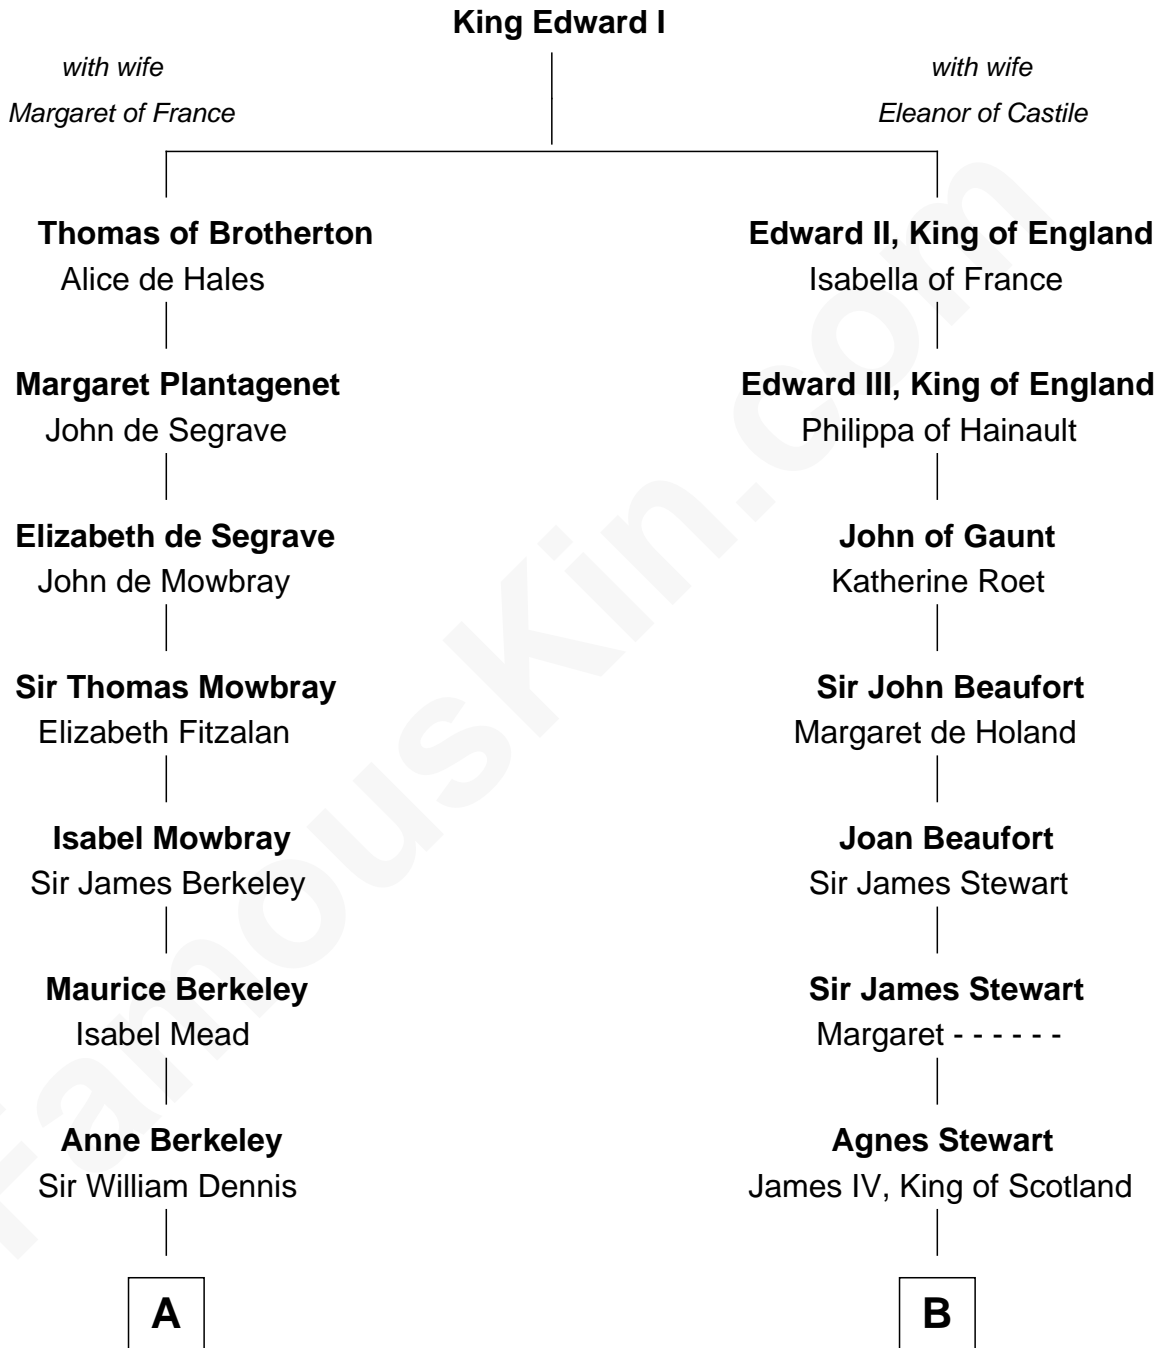 King Edward I
with wife
Margaret of France
with wife
Eleanor of Castile
Thomas of Brotherton
Alice de Hales
Edward II, King of England
Isabella of France
Margaret Plantagenet
John de Segrave
Edward III, King of England
Philippa of Hainault
Elizabeth de Segrave
John de Mowbray
John of Gaunt
Katherine Roet
Sir Thomas Mowbray
Elizabeth Fitzalan
Sir John Beaufort
Margaret de Holand
Isabel Mowbray
Sir James Berkeley
Joan Beaufort
Sir James Stewart
Maurice Berkeley
Isabel Mead
Sir James Stewart
Margaret - - - - - -
Anne Berkeley
Sir William Dennis
Agnes Stewart
James IV, King of Scotland
A
B
FamousKin.com